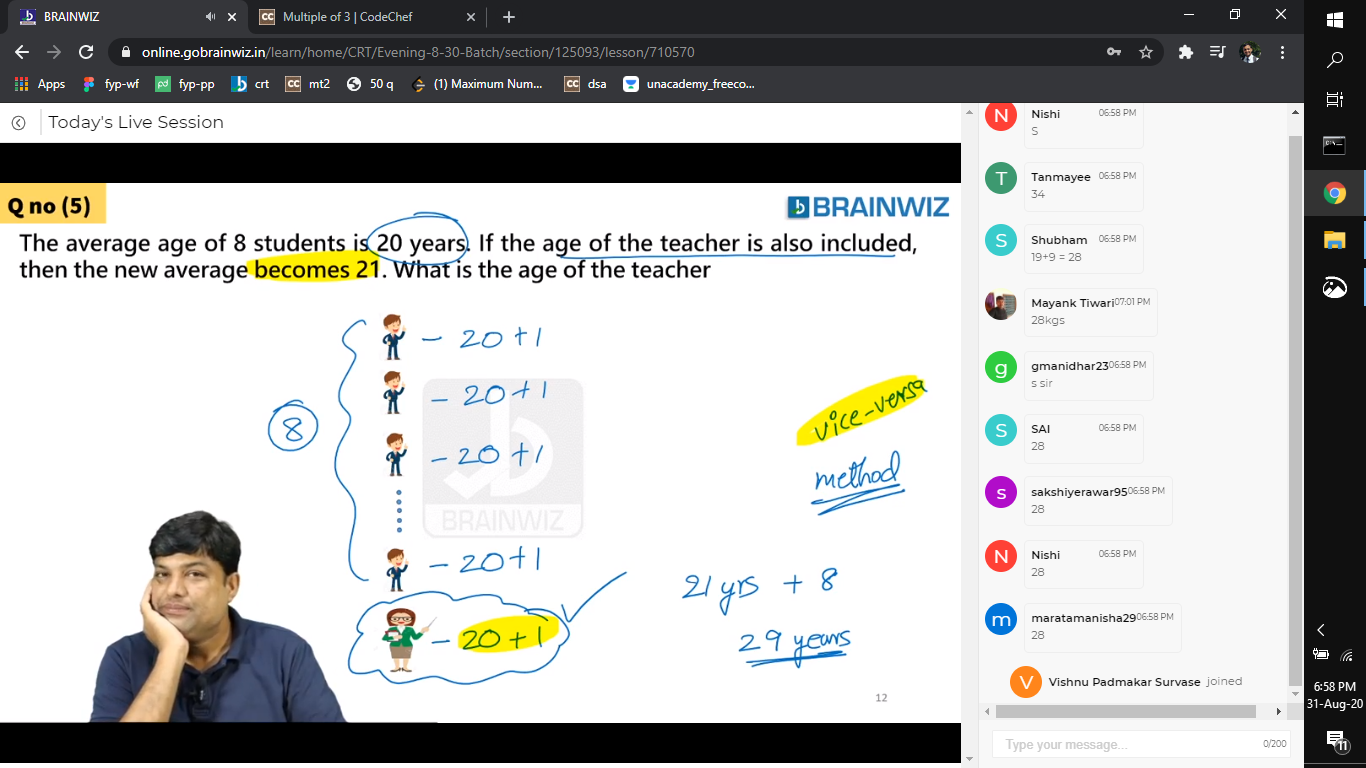 BRAINWIZ
Multiple of 3 | CodeChef
online.gobrainwiz.in/learn/home/CRT/Evening-8-30-Batch/section/125093/lesson/710570
Apps fyp-wf fyp-pp crt mt2 50 q (1) Maximum Num... dsa unacademy_freeco...
Today's Live Session
Q no (5)
BRAINWIZ
The average age of 8 students is 20 years. If the age of the teacher is also included,
then the new average becomes 21. What is the age of the teacher
8
- 20 + 1
- 20 + 1
- 20 + 1
- 20 + 1
- 20 + 1
BRAINWIZ
vice-versa
method
21 yrs + 8
29 years
12
N Nishi 06:58 PM
S
T Tanmayee 06:58 PM
34
S Shubham 06:58 PM
19+9 = 28
Mayank Tiwari 07:01 PM
28kgs
g gmanidhar23 06:58 PM
s sir
S SAI 06:58 PM
28
s sakshiyerawar95 06:58 PM
28
N Nishi 06:58 PM
28
m maratamanisha29 06:58 PM
28
V Vishnu Padmakar Survase joined
Type your message... 0/200
6:58 PM
31-Aug-20
11